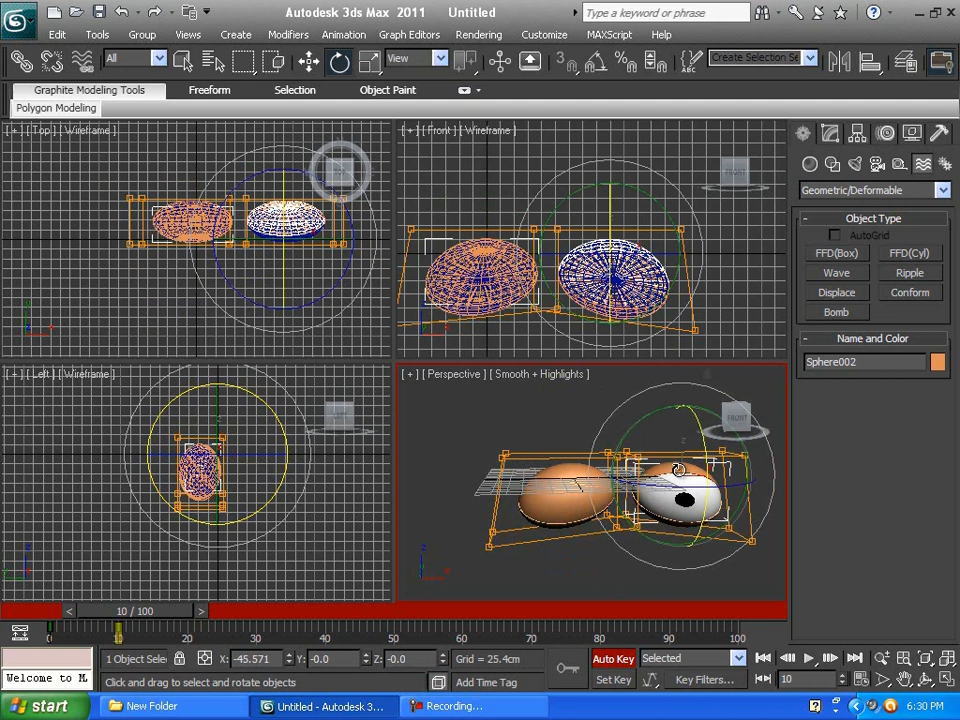 Autodesk 3ds Max 2011 Untitled
Type a keyword or phrase
Edit Tools Group Views Create Modifiers Animation Graph Editors Rendering Customize MAXScript Help
All View Create Selection Se
Graphite Modeling Tools Freeform Selection Object Paint
Polygon Modeling
[ + ] [ Top ] [ Wireframe ]
[ + ] [ Front ] [ Wireframe ]
TOP
FRONT
Geometric/Deformable
- Object Type
AutoGrid
FFD(Box) FFD(Cyl)
Wave Ripple
Displace Conform
Bomb
- Name and Color
Sphere002
[ + ] [ Left ] [ Wireframe ]
[ + ] [ Perspective ] [ Smooth + Highlights ]
LEFT
FRONT
< 10 / 100 >
0 10 20 30 40 50 60 70 80 90 100
1 Object Selec X: -45.571 Y: -0.0 Z: -0.0 Grid = 25.4cm Auto Key Selected
Welcome to M. Click and drag to select and rotate objects Add Time Tag Set Key Key Filters... 10
start New Folder Untitled - Autodesk 3... Recording... 6:30 PM